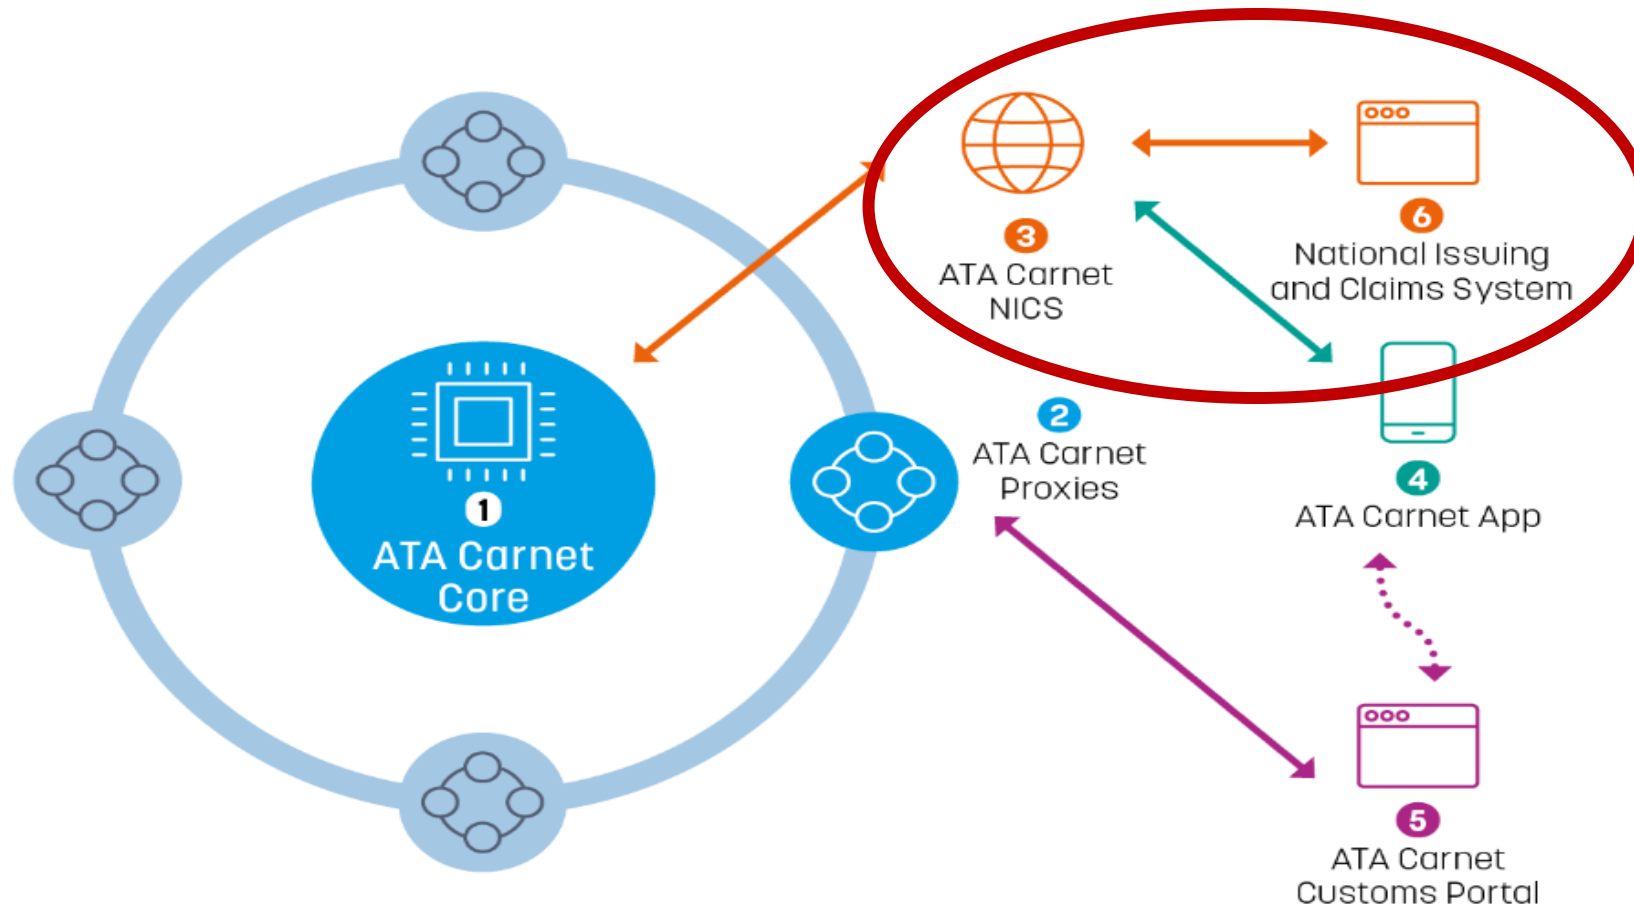 3
ATA Carnet
NICS
6
National Issuing
and Claims System
2
ATA Carnet
Proxies
4
ATA Carnet App
1
ATA Carnet
Core
5
ATA Carnet
Customs Portal